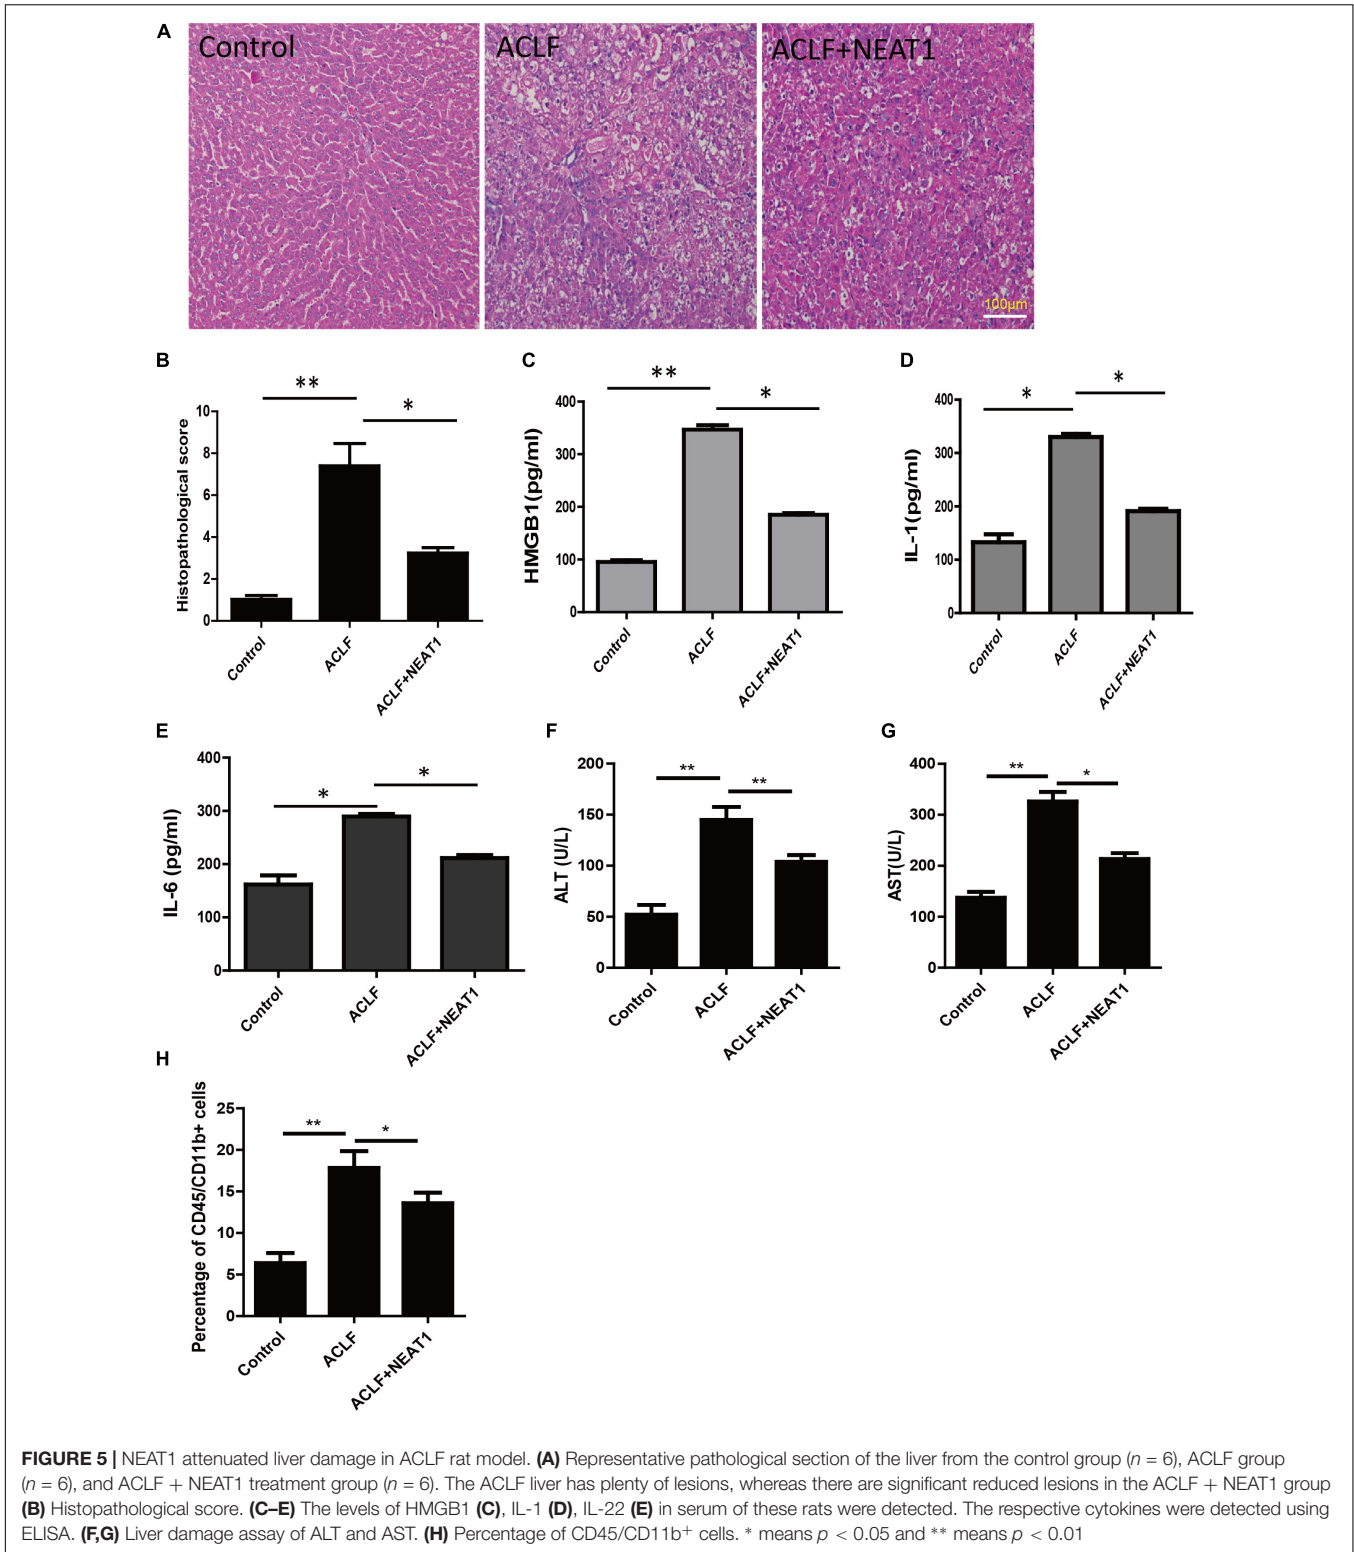 A
Control
ACLF
ACLF+NEAT1
100μm
B
**
*
Histopathological score
10
8
6
4
2
0
Control
ACLF
ACLF+NEAT1
C
**
*
HMGB1(pg/ml)
400
300
200
100
0
Control
ACLF
ACLF+NEAT1
D
*
*
IL-1(pg/ml)
400
300
200
100
0
Control
ACLF
ACLF+NEAT1
E
*
*
IL-6 (pg/ml)
400
300
200
100
0
Control
ACLF
ACLF+NEAT1
F
**
**
ALT (U/L)
200
150
100
50
0
Control
ACLF
ACLF+NEAT1
G
**
*
AST(U/L)
400
300
200
100
0
Control
ACLF
ACLF+NEAT1
H
**
*
Percentage of CD45/CD11b+ cells
25
20
15
10
5
0
Control
ACLF
ACLF+NEAT1
FIGURE 5 | NEAT1 attenuated liver damage in ACLF rat model. (A) Representative pathological section of the liver from the control group (n = 6), ACLF group
(n = 6), and ACLF + NEAT1 treatment group (n = 6). The ACLF liver has plenty of lesions, whereas there are significant reduced lesions in the ACLF + NEAT1 group
(B) Histopathological score. (C–E) The levels of HMGB1 (C), IL-1 (D), IL-22 (E) in serum of these rats were detected. The respective cytokines were detected using
ELISA. (F,G) Liver damage assay of ALT and AST. (H) Percentage of CD45/CD11b⁺ cells. * means p < 0.05 and ** means p < 0.01